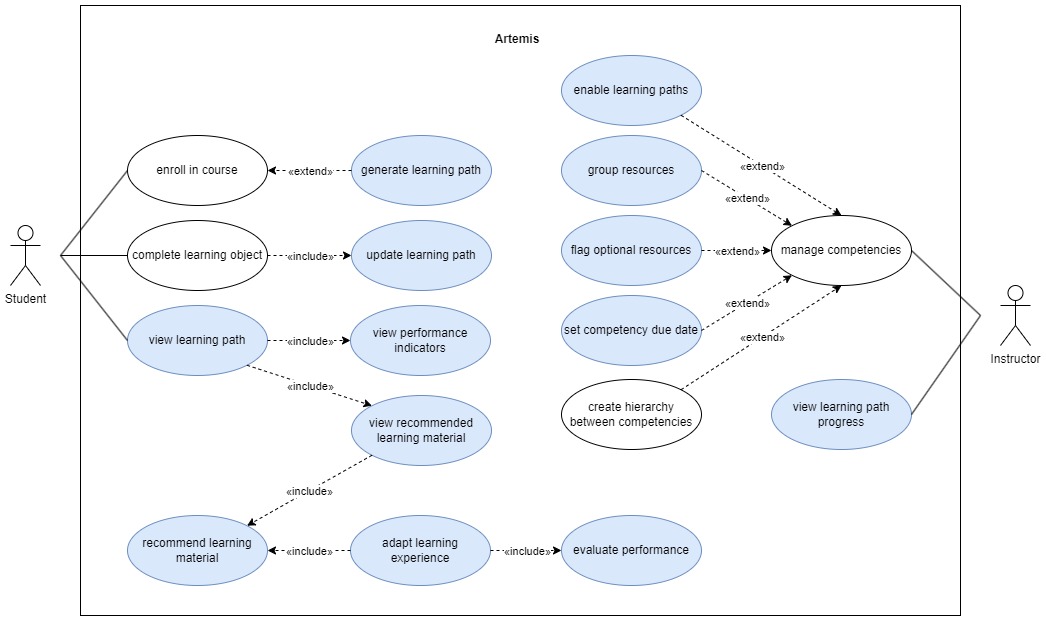 Artemis
enable learning paths
enroll in course
«extend»
generate learning path
group resources
«extend»
«extend»
complete learning object
«include»
update learning path
flag optional resources
«extend»
manage competencies
Student
view learning path
«include»
view performance
indicators
set competency due date
«extend»
«extend»
Instructor
«include»
view recommended
learning material
create hierarchy
between competencies
view learning path
progress
«include»
recommend learning
material
«include»
adapt learning
experience
«include»
evaluate performance